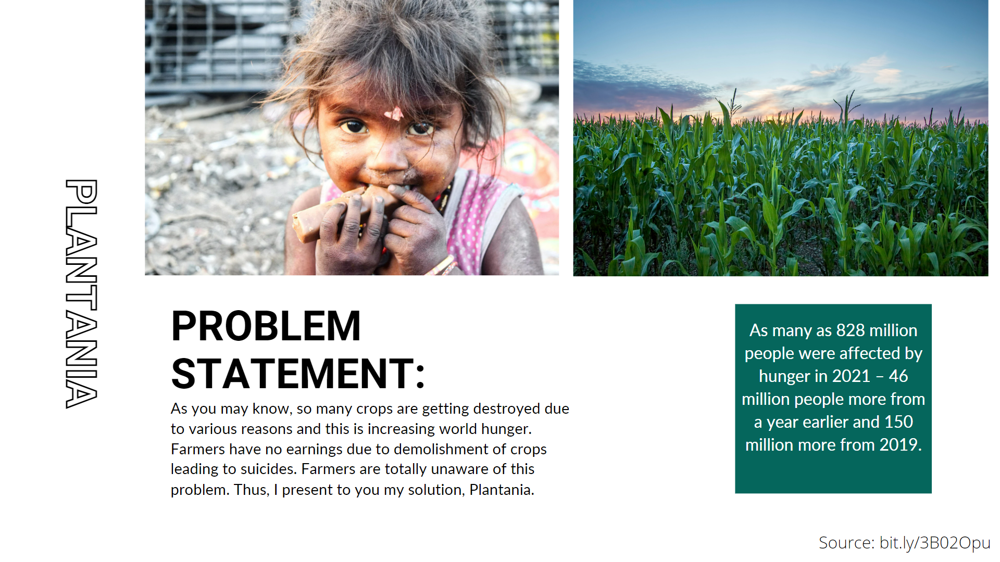 PLANTANIA
PROBLEM
STATEMENT:
As you may know, so many crops are getting destroyed due
to various reasons and this is increasing world hunger.
Farmers have no earnings due to demolishment of crops
leading to suicides. Farmers are totally unaware of this
problem. Thus, I present to you my solution, Plantania.
As many as 828 million
people were affected by
hunger in 2021 – 46
million people more from
a year earlier and 150
million more from 2019.
Source: bit.ly/3B02Opu